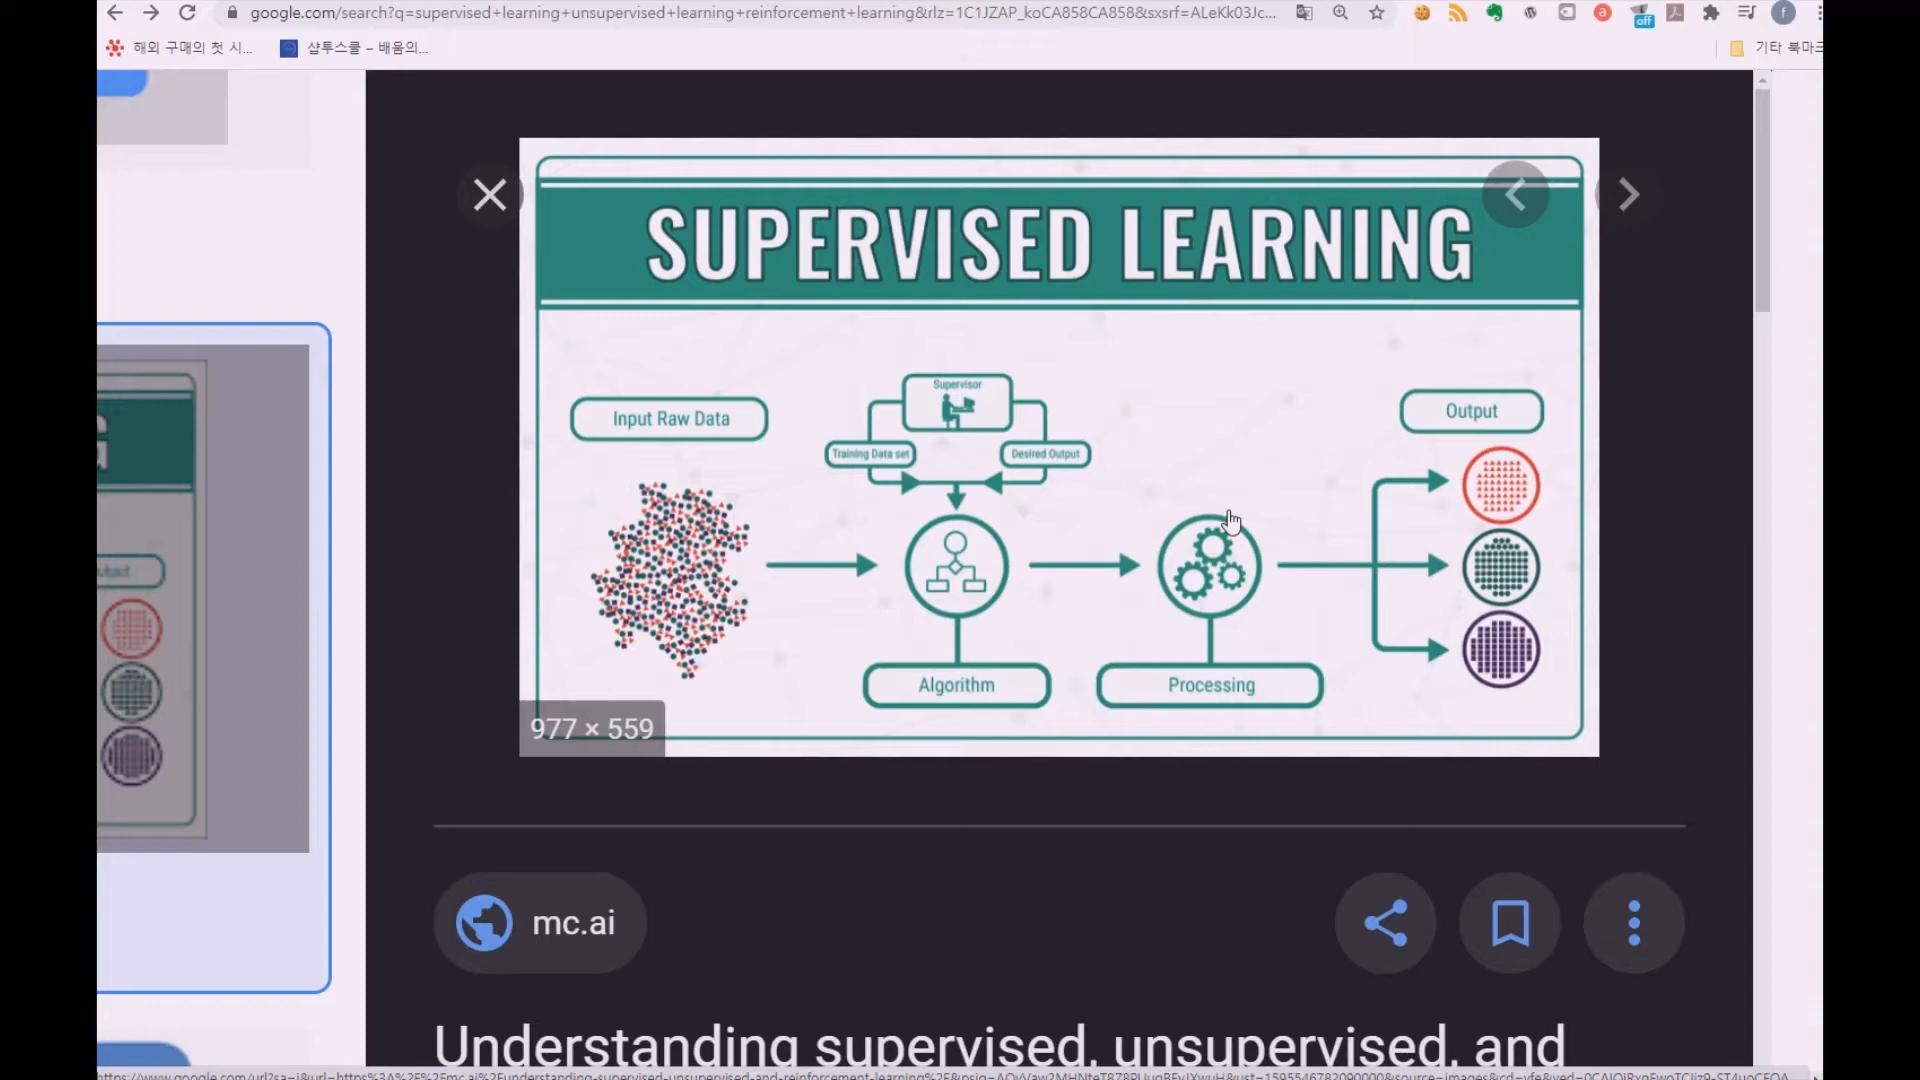 google.com/search?q=supervised+learning+unsupervised+learning+reinforcement+learning&rlz=1C1JZAP_koCA858CA858&sxsrf=ALeKk03Jc...
off
a
f
해외 구매의 첫 시...
샵투스쿨 – 배움의...
기타 북마크
SUPERVISED LEARNING
Supervisor
Input Raw Data
Output
Training Data set
Desired Output
Algorithm
Processing
977 × 559
mc.ai
Understanding supervised, unsupervised, and